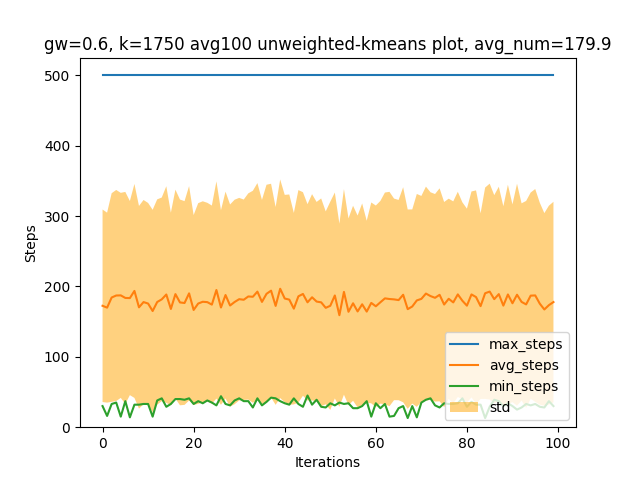 gw=0.6, k=1750 avg100 unweighted-kmeans plot, avg_num=179.9
500
400
300
200
100
0
Steps
max_steps
avg_steps
min_steps
std
0 20 40 60 80 100
Iterations